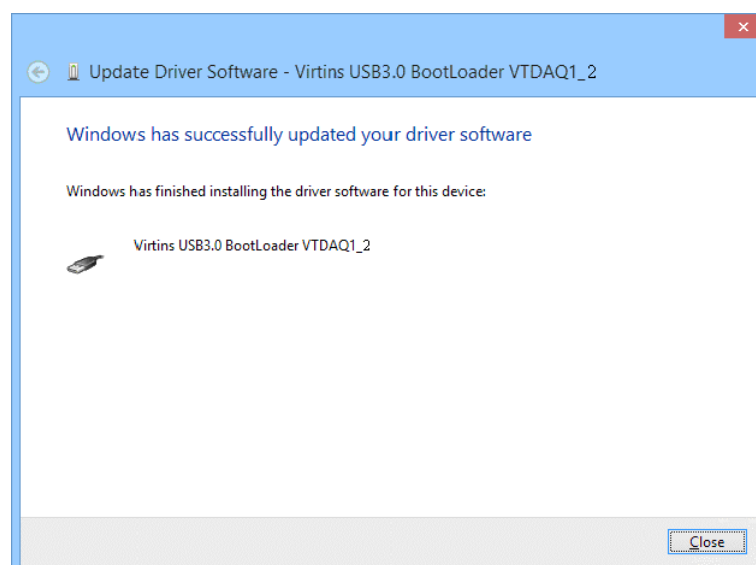 Update Driver Software - Virtins USB3.0 BootLoader VTDAQ1_2
Windows has successfully updated your driver software
Windows has finished installing the driver software for this device:
Virtins USB3.0 BootLoader VTDAQ1_2
Close